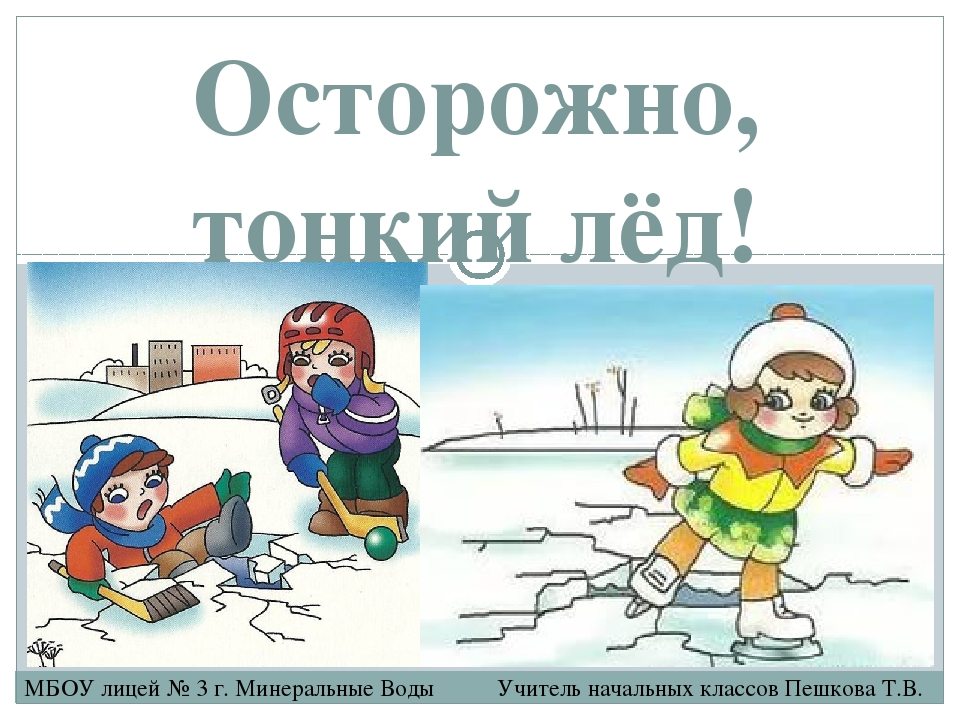 Осторожно,
тонкий лёд!
МБОУ лицей № 3 г. Минеральные Воды Учитель начальных классов Пешкова Т.В.